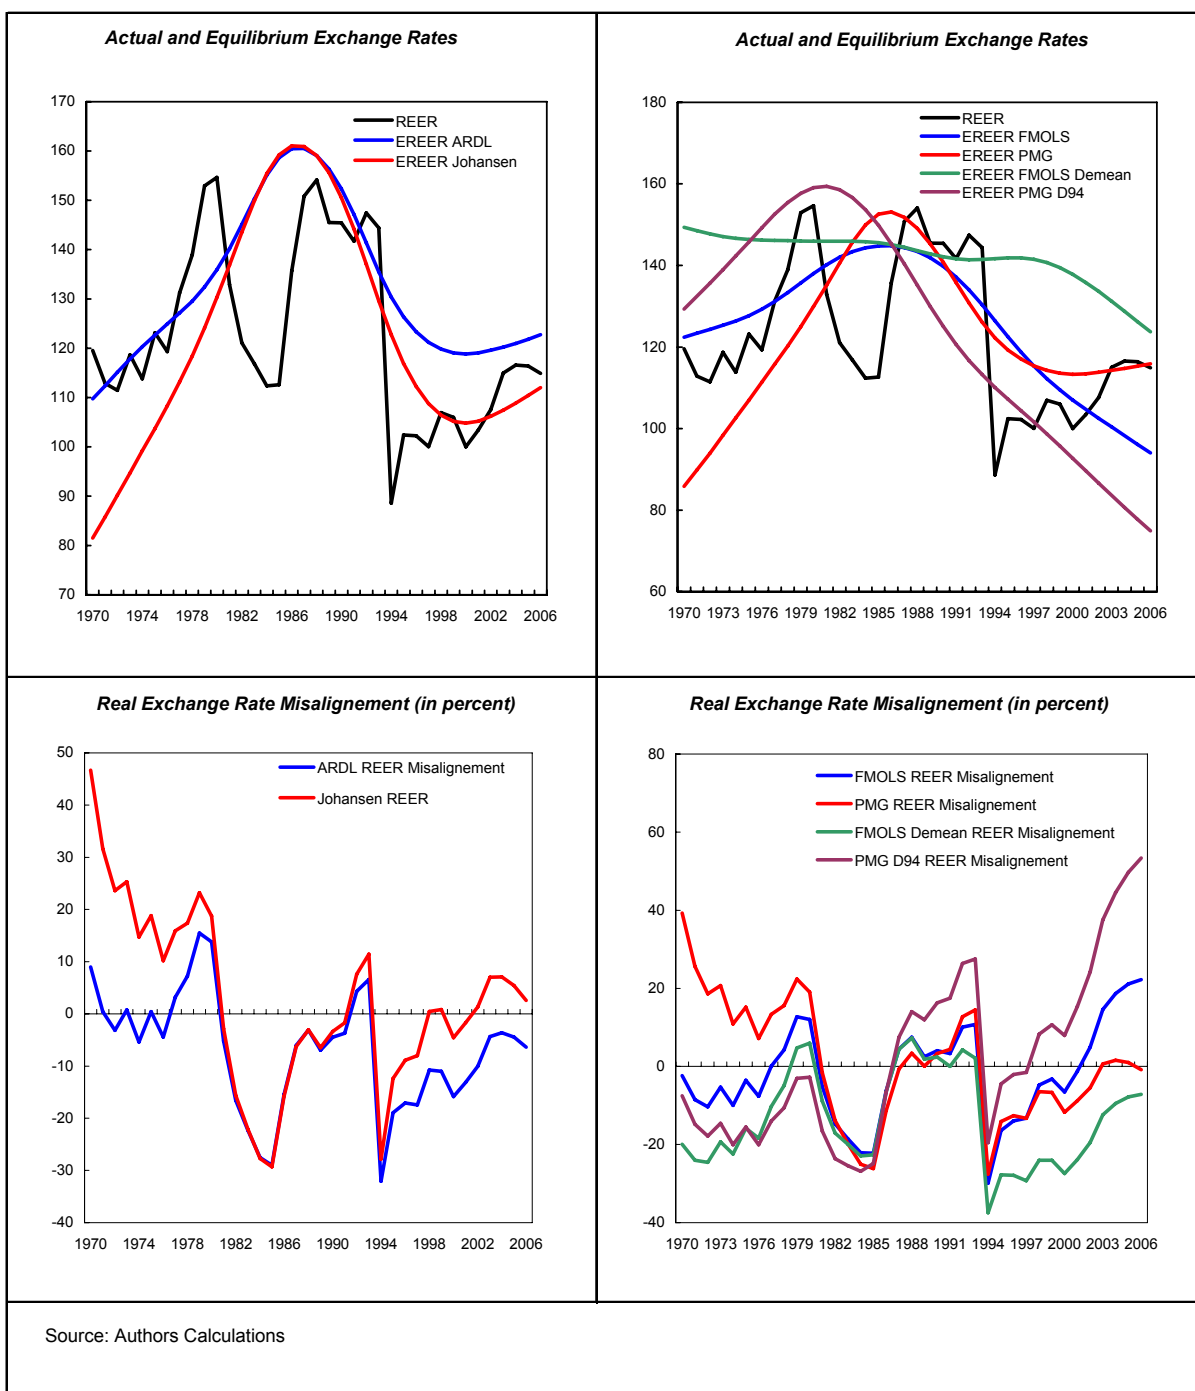 Actual and Equilibrium Exchange Rates
170
160
150
140
130
120
110
100
90
80
70
REER
EREER ARDL
EREER Johansen
1970 1974 1978 1982 1986 1990 1994 1998 2002 2006
Actual and Equilibrium Exchange Rates
180
160
140
120
100
80
60
REER
EREER FMOLS
EREER PMG
EREER FMOLS Demean
EREER PMG D94
1970 1973 1976 1979 1982 1985 1988 1991 1994 1997 2000 2003 2006
Real Exchange Rate Misalignement (in percent)
50
40
30
20
10
0
-10
-20
-30
-40
ARDL REER Misalignement
Johansen REER
1970 1974 1978 1982 1986 1990 1994 1998 2002 2006
Real Exchange Rate Misalignement (in percent)
80
60
40
20
0
-20
-40
FMOLS REER Misalignement
PMG REER Misalignement
FMOLS Demean REER Misalignement
PMG D94 REER Misalignement
1970 1973 1976 1979 1982 1985 1988 1991 1994 1997 2000 2003 2006
Source: Authors Calculations